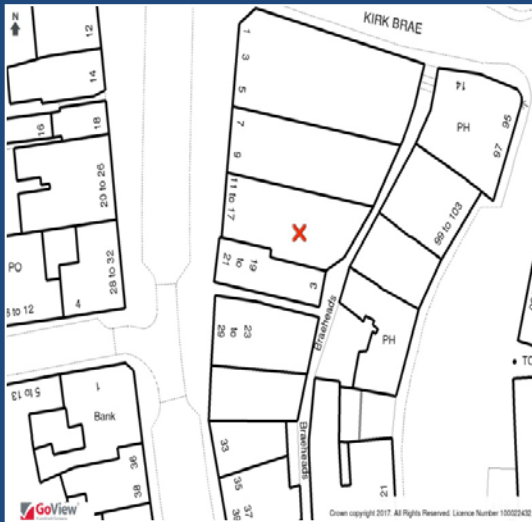 N
KIRK BRAE
12
14
16
18
20 to 26
PO
28 to 32
4
1
3
5
7
9
11 to 17
19
to
21
3
23
to
29
14
PH
95
97
99 to 103
Braeheads
PH
5 to 13
1
Bank
36
38
33
35
37
Braeheads
21
GoView
Crown copyright 2017. All Rights Reserved. Licence Number 100022432